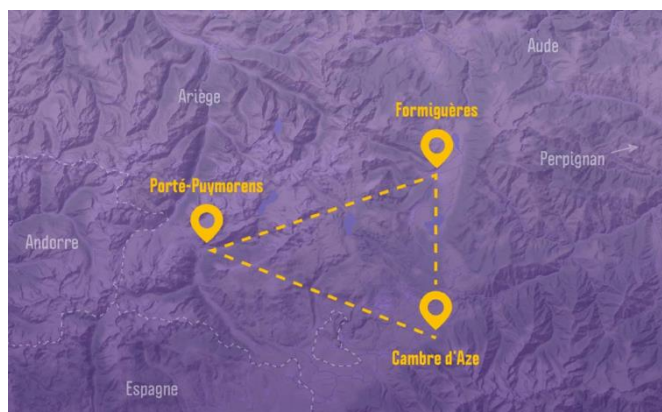 Aude
Ariège
Formiguères
Perpignan
Porté-Puymorens
Andorre
Cambre d'Aze
Espagne